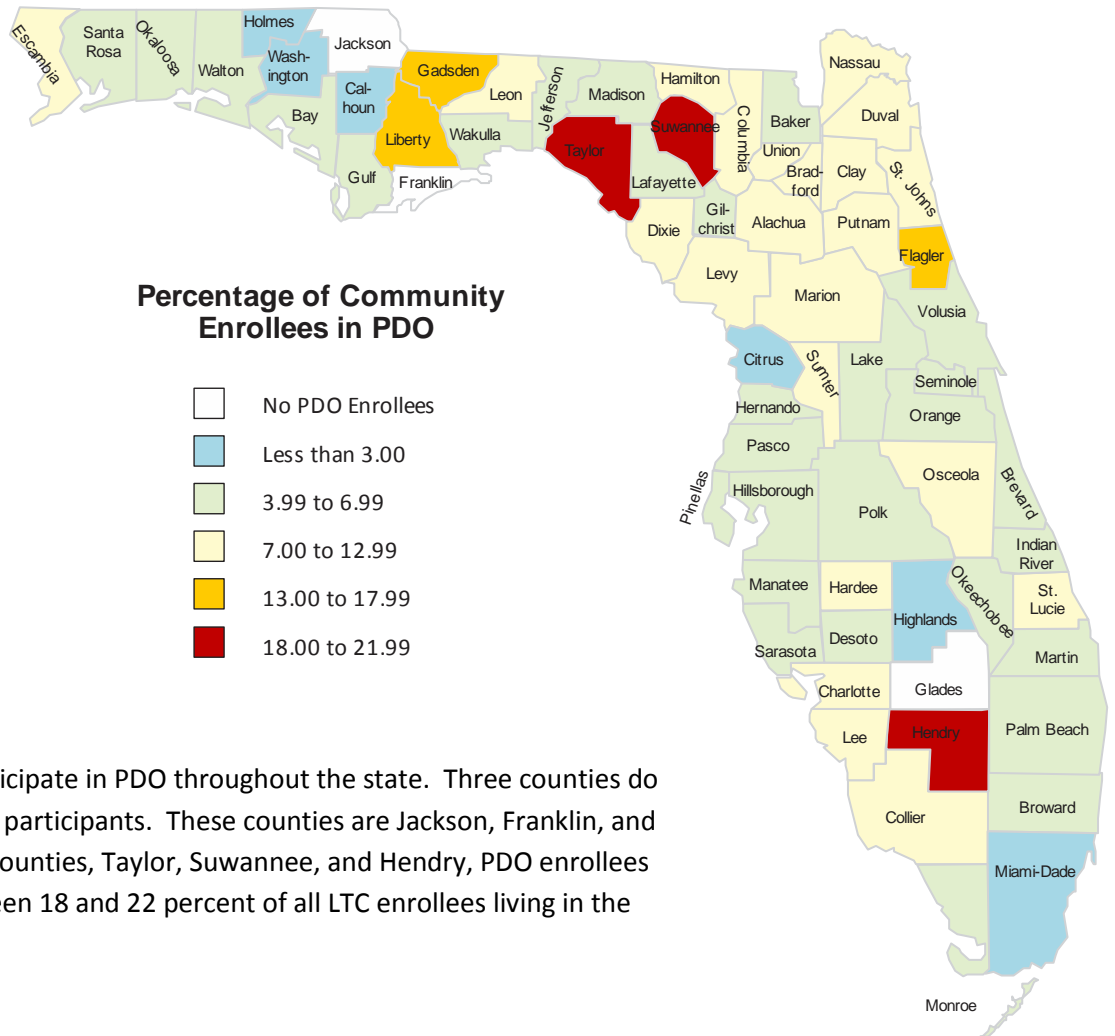 Escambia
Santa
Rosa
Okaloosa
Walton
Holmes
Wash-
ington
Jackson
Bay
Cal-
houn
Gulf
Gadsden
Liberty
Franklin
Leon
Wakulla
Jefferson
Madison
Taylor
Hamilton
Suwannee
Lafayette
Columbia
Baker
Union
Brad-
ford
Nassau
Duval
Clay
St. Johns
Gil-
christ
Dixie
Alachua
Putnam
Flagler
Levy
Marion
Volusia
Citrus
Sumter
Lake
Seminole
Orange
Hernando
Pasco
Pinellas
Hillsborough
Polk
Osceola
Brevard
Indian
River
Manatee
Hardee
Highlands
Okeechobee
St.
Lucie
Sarasota
Desoto
Martin
Charlotte
Glades
Lee
Hendry
Palm Beach
Collier
Broward
Miami-Dade
Monroe
Percentage of Community
Enrollees in PDO
No PDO Enrollees
Less than 3.00
3.99 to 6.99
7.00 to 12.99
13.00 to 17.99
18.00 to 21.99
icipate in PDO throughout the state. Three counties do
participants. These counties are Jackson, Franklin, and
ounties, Taylor, Suwannee, and Hendry, PDO enrollees
een 18 and 22 percent of all LTC enrollees living in the